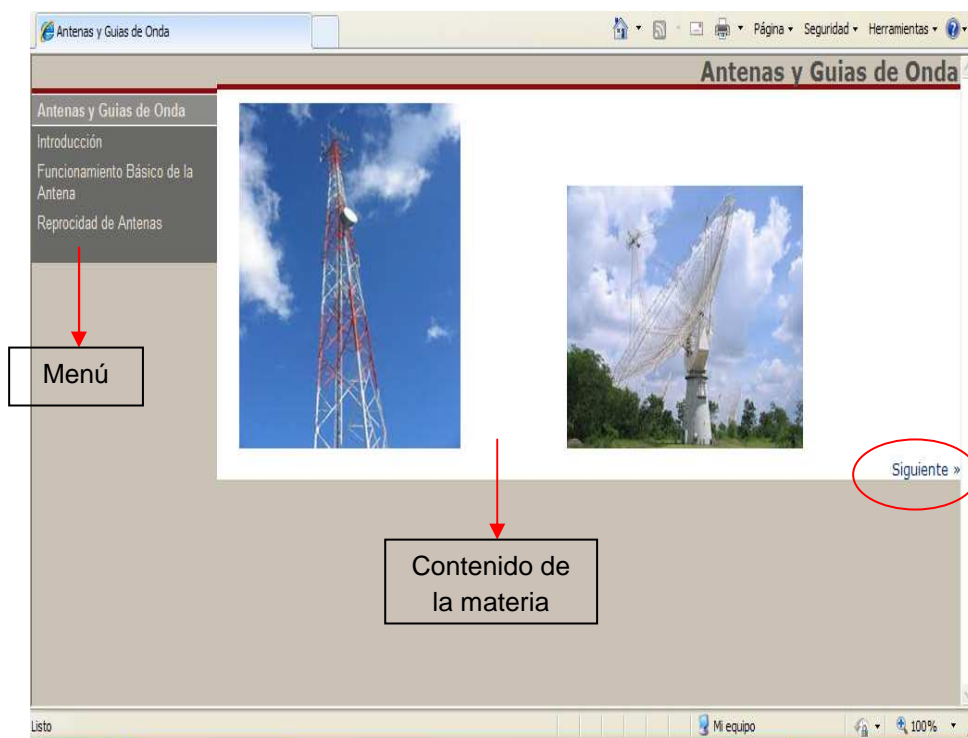 Antenas y Guias de Onda
Página Seguridad Herramientas
Antenas y Guias de Onda
Antenas y Guias de Onda
Introducción
Funcionamiento Básico de la
Antena
Reprocidad de Antenas
Menú
Siguiente »
Contenido de
la materia
Listo
Mi equipo
100%